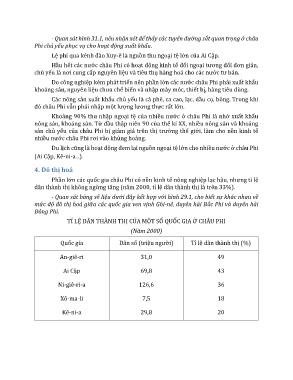 - Quan sát hình 31.1, nêu nhận xét để thấy các tuyến đường sắt quan trọng ở châu
Phi chủ yếu phục vụ cho hoạt động xuất khẩu.
Lệ phí qua kênh đào Xuy-ê là nguồn thu ngoại tệ lớn của Ai Cập.
Hầu hết các nước châu Phi có hoạt động kinh tế đối ngoại tương đối đơn giản,
chủ yếu là nơi cung cấp nguyên liệu và tiêu thụ hàng hoá cho các nước tư bản.
Do công nghiệp kém phát triển nên phần lớn các nước châu Phi phải xuất khẩu
khoáng sản, nguyên liệu chưa chế biến và nhập máy móc, thiết bị, hàng tiêu dùng.
Các nông sản xuất khẩu chủ yếu là cà phê, ca cao, lạc, dầu cọ, bông. Trong khi
đó châu Phi vẫn phải nhập một lượng lương thực rất lớn.
Khoảng 90% thu nhập ngoại tệ của nhiều nước ở châu Phi là nhờ xuất khẩu
nông sản, khoáng sản. Từ đầu thập niên 90 của thế kỉ XX, nhiều nông sản và khoáng
sản chủ yếu của châu Phi bị giảm giá trên thị trường thế giới, làm cho nền kinh tế
nhiều nước châu Phi rơi vào khủng hoảng.
Du lịch cũng là hoạt động đem lại nguồn ngoại tệ lớn cho nhiều nước ở châu Phi
(Ai Cập, Kê-ni-a...).
4. Đô thị hoá
Phần lớn các quốc gia châu Phi có nền kinh tế nông nghiệp lạc hậu, nhưng tỉ lệ
dân thành thị không ngừng tăng (năm 2000, tỉ lệ dân thành thị là trên 33%).
- Quan sát bảng số liệu dưới đây kết hợp với hình 29.1, cho biết sự khác nhau về
mức độ đô thị hoá giữa các quốc gia ven vịnh Ghi-nê, duyên hải Bắc Phi và duyên hải
Đông Phi.
TỈ LỆ DÂN THÀNH THỊ CỦA MỘT SỐ QUỐC GIA Ở CHÂU PHI
(Năm 2000)
Quốc gia Dân số (triệu người) Tỉ lệ dân thành thị (%)
An-giê-ri 31,0 49
Ai Cập 69,8 43
Ni-giê-ri-a 126,6 36
Xô-ma-li 7,5 18
Kê-ni-a 29,8 20